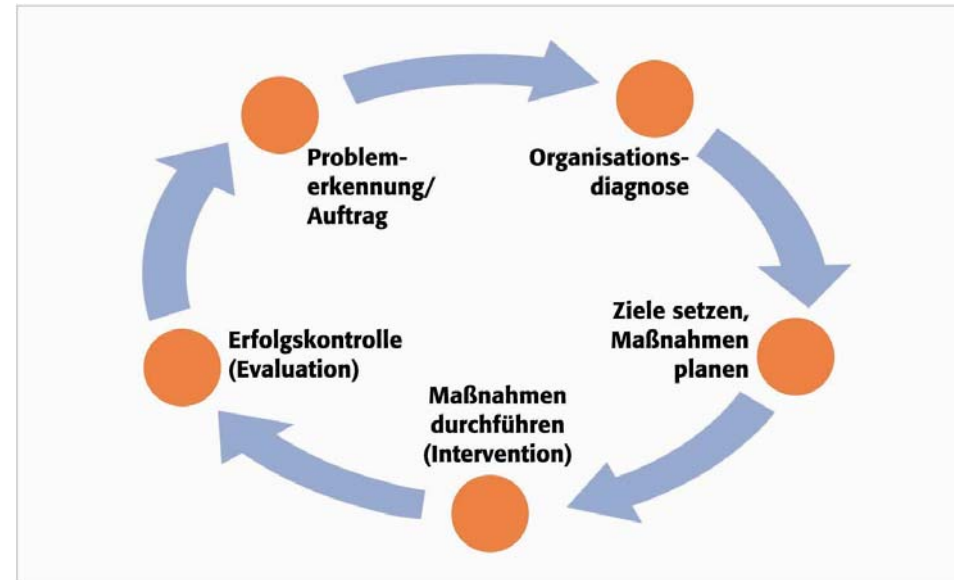 Problem-
erkennung/
Auftrag
Organisations-
diagnose
Ziele setzen,
Maßnahmen
planen
Maßnahmen
durchführen
(Intervention)
Erfolgskontrolle
(Evaluation)